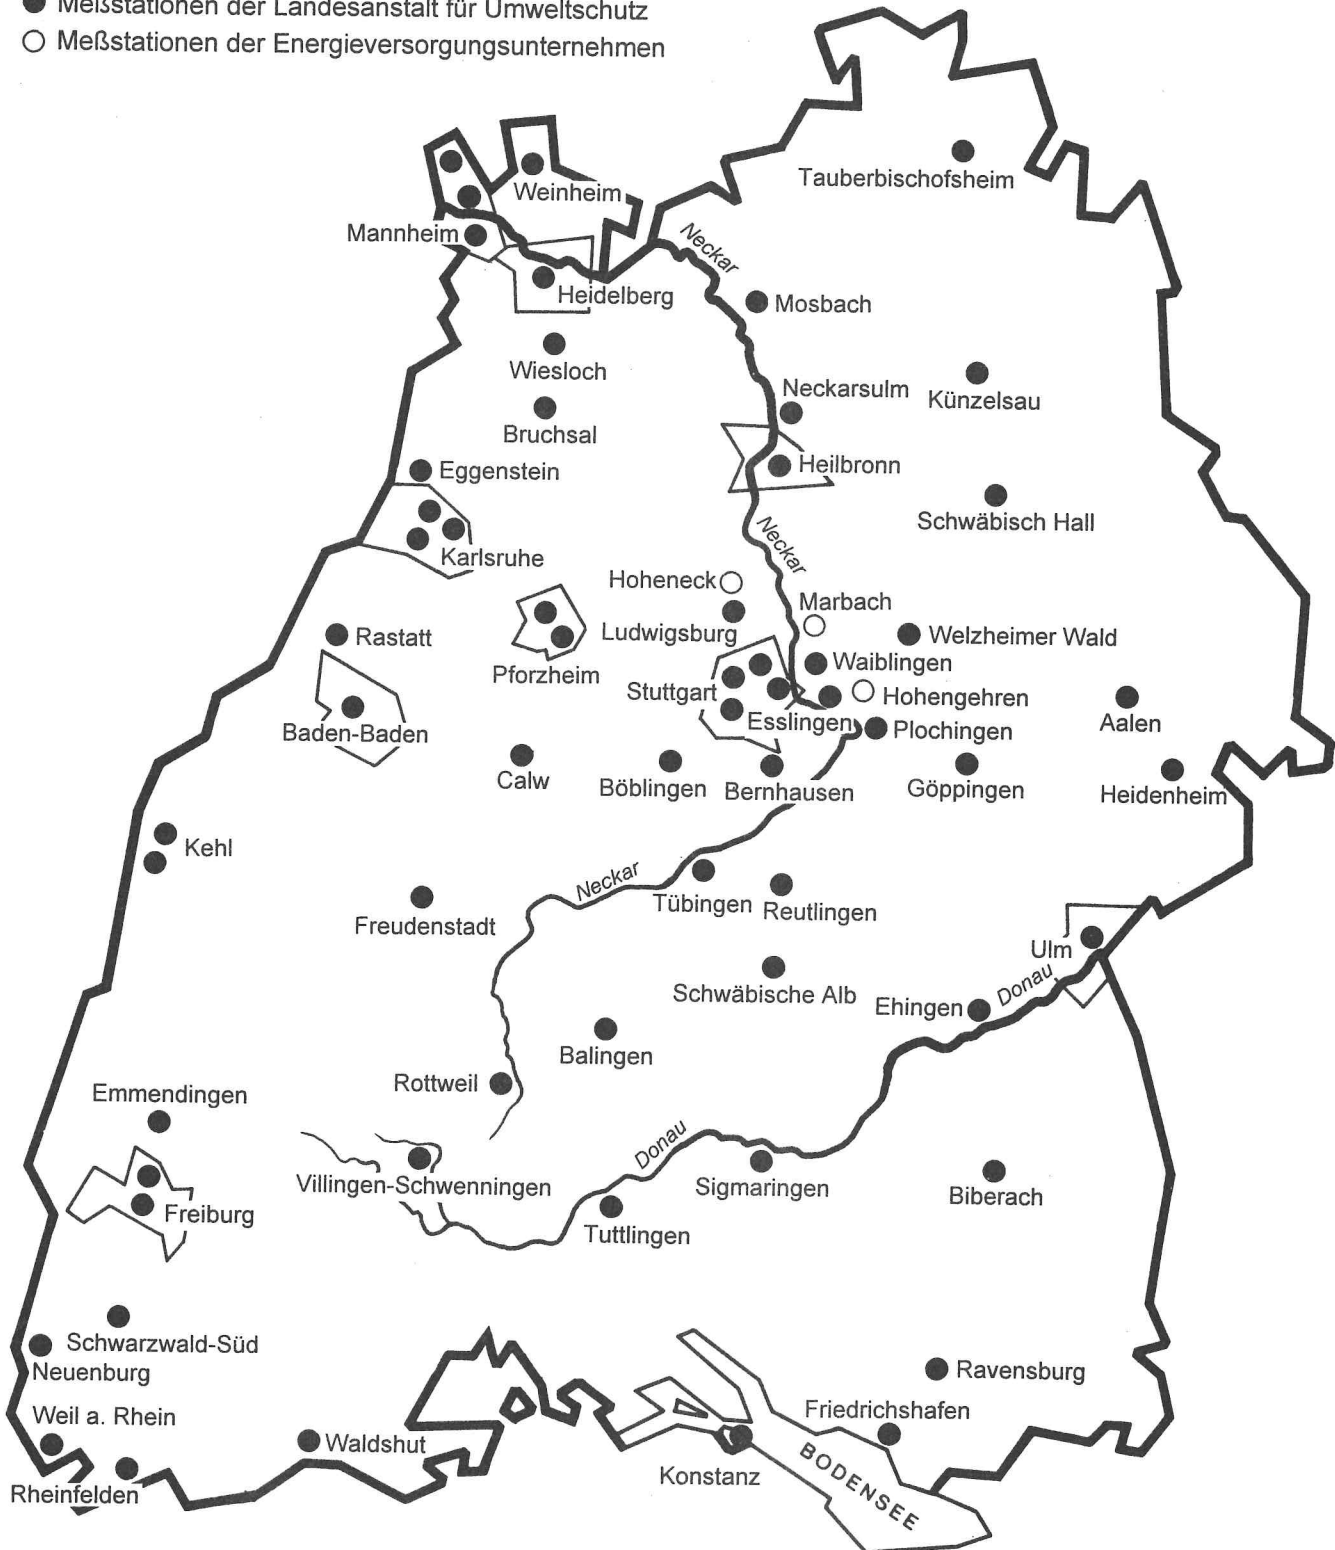 Meßstationen der Landesanstalt für Umweltschutz
Meßstationen der Energieversorgungsunternehmen
Tauberbischofsheim
Weinheim
Mannheim
Neckar
Heidelberg
Mosbach
Wiesloch
Neckarsulm
Künzelsau
Bruchsal
Eggenstein
Heilbronn
Schwäbisch Hall
Neckar
Karlsruhe
Hoheneck
Marbach
Rastatt
Ludwigsburg
Welzheimer Wald
Pforzheim
Waiblingen
Stuttgart
Hohengehren
Esslingen
Plochingen
Aalen
Baden-Baden
Calw
Böblingen
Bernhausen
Göppingen
Heidenheim
Kehl
Neckar
Tübingen
Reutlingen
Freudenstadt
Ulm
Donau
Schwäbische Alb
Ehingen
Balingen
Rottweil
Emmendingen
Donau
Villingen-Schwenningen
Sigmaringen
Biberach
Freiburg
Tuttlingen
Schwarzwald-Süd
Neuenburg
Ravensburg
Weil a. Rhein
Friedrichshafen
Waldshut
Konstanz
BODENSEE
Rheinfelden